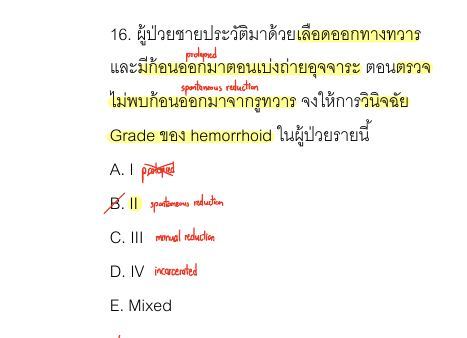 16. ผู้ป่วยชายประวัติมาด้วยเลือดออกทางทวาร
prolapsed
และมีก้อนออกมาตอนเบ่งถ่ายอุจจาระ ตอนตรวจ
spontaneous reduction
ไม่พบก้อนออกมาจากรูทวาร จงให้การวินิจฉัย
Grade ของ hemorrhoid ในผู้ป่วยรายนี้
A. I prolapsed
B. II spontaneous reduction
C. III manual reduction
D. IV incarcerated
E. Mixed